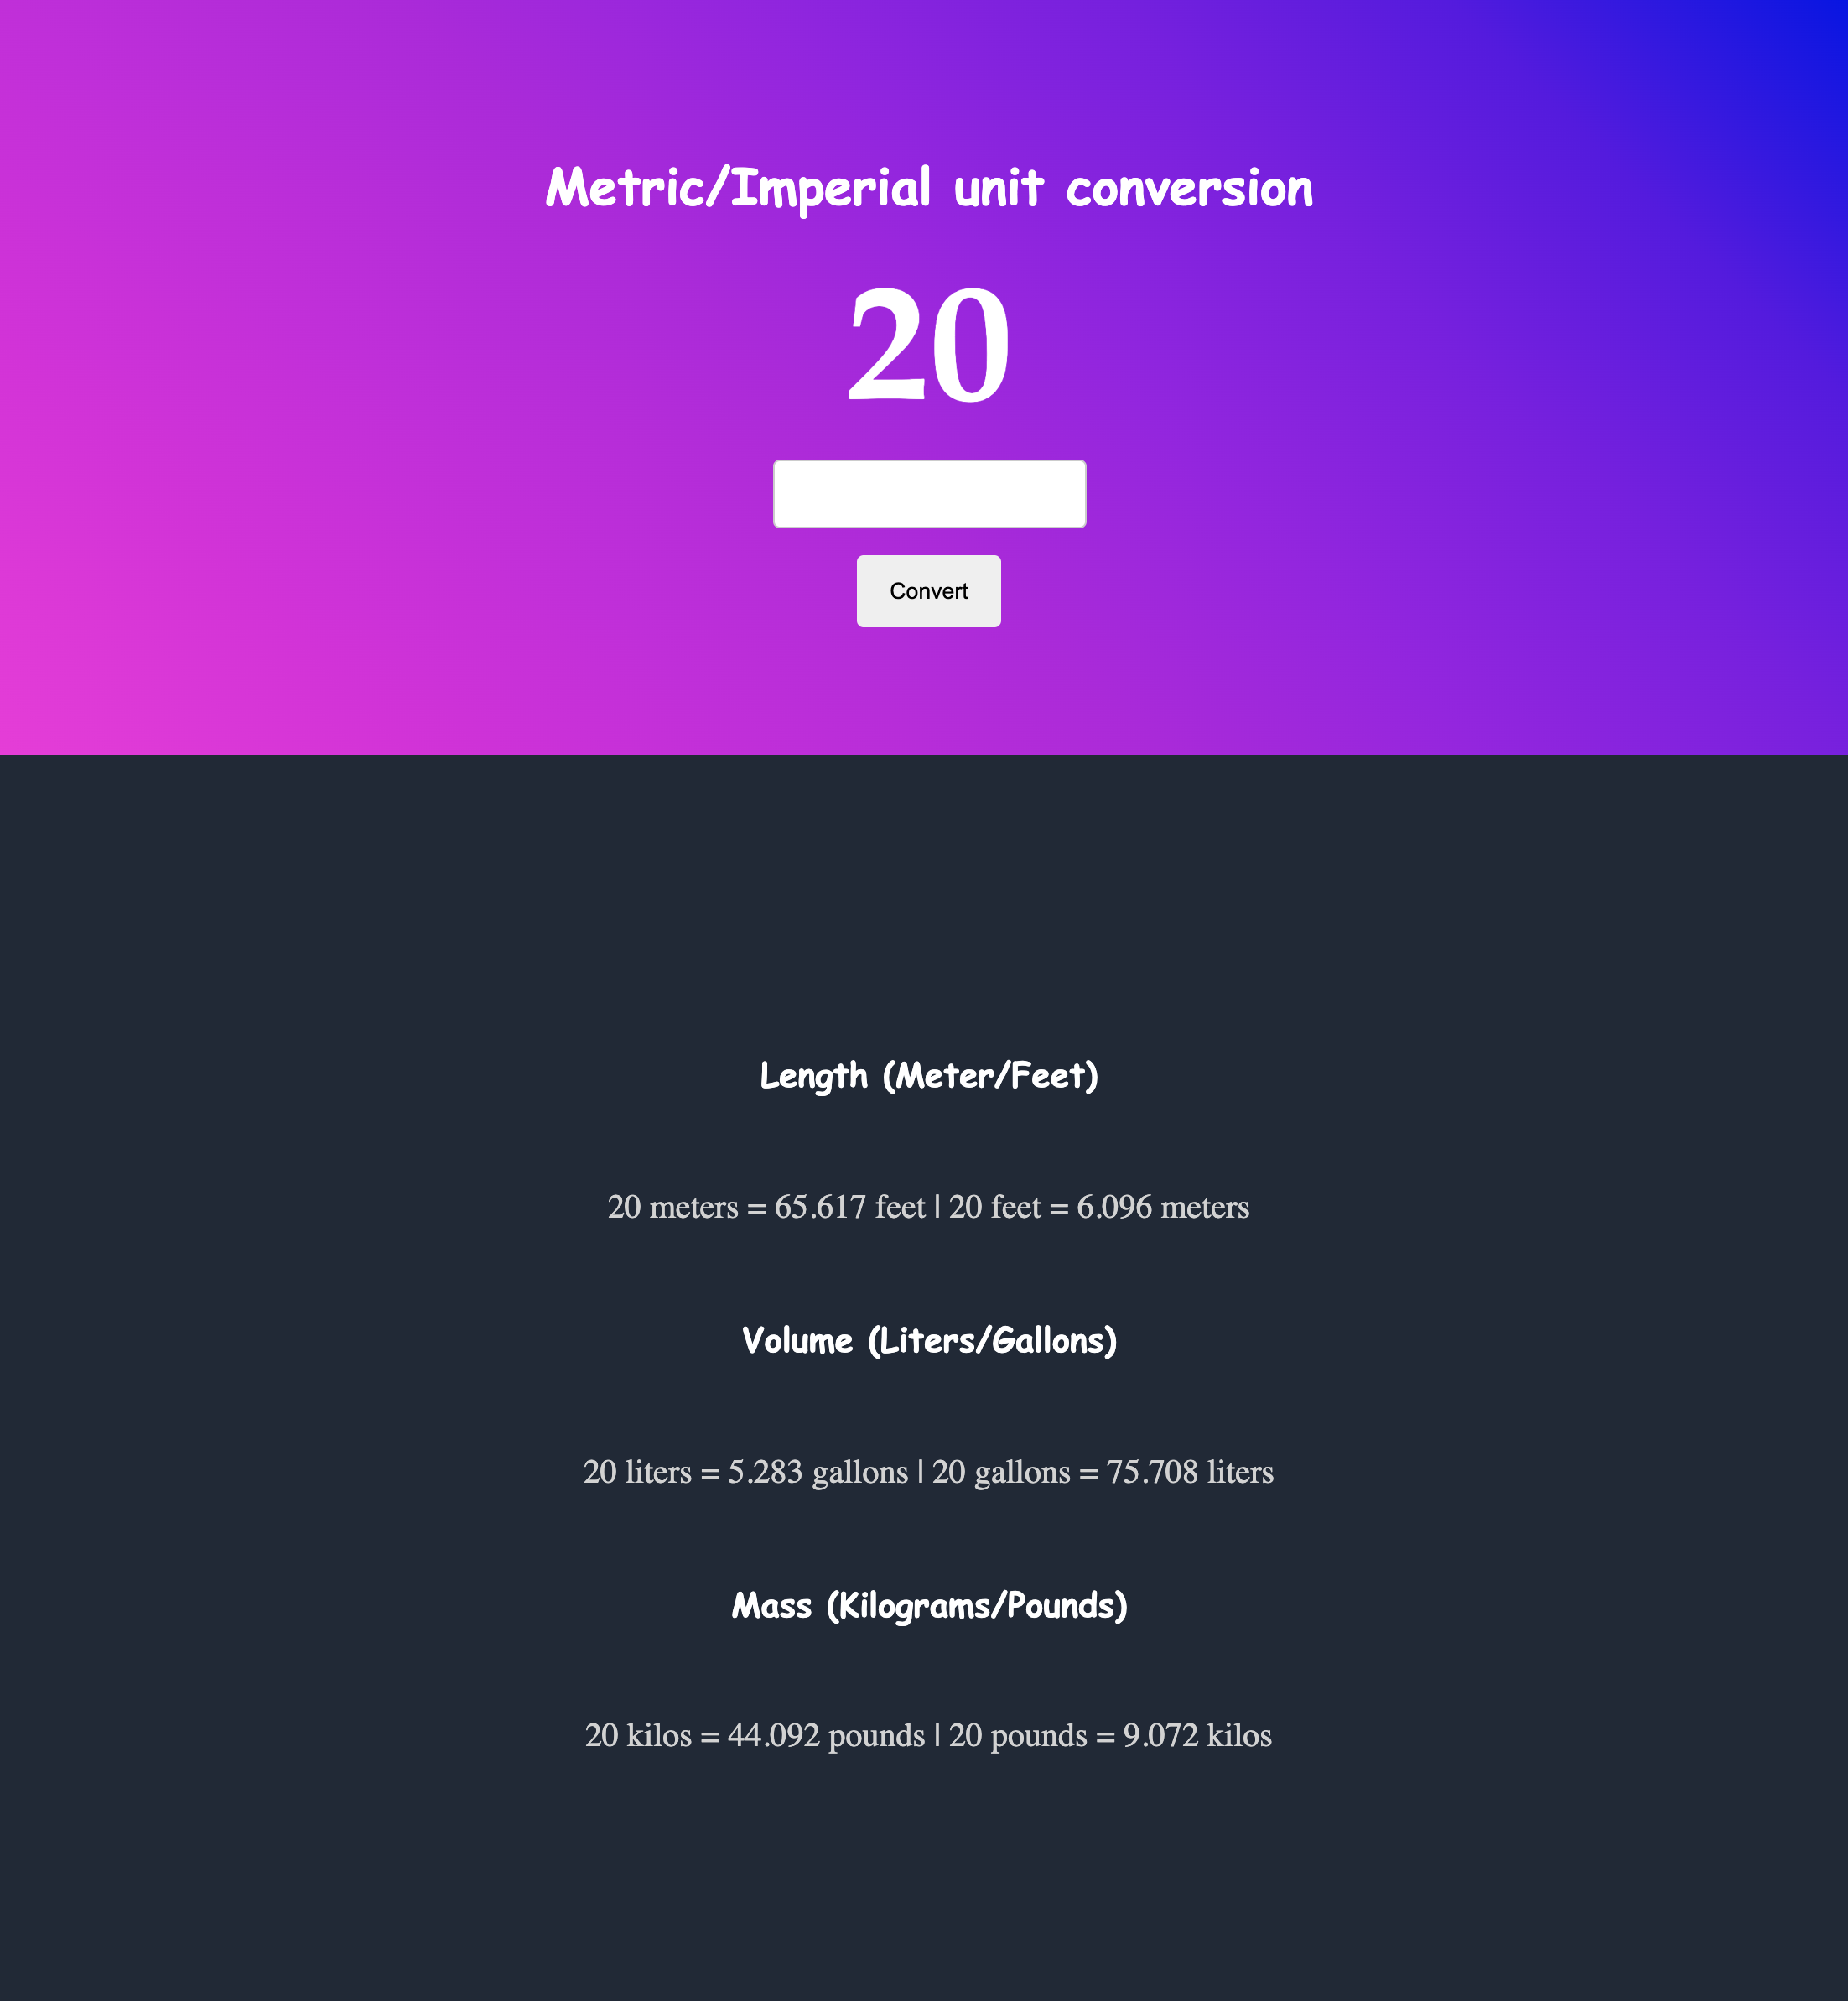 Metric/Imperial unit conversion
20
Convert
Length (Meter/Feet)
20 meters = 65.617 feet | 20 feet = 6.096 meters
Volume (Liters/Gallons)
20 liters = 5.283 gallons | 20 gallons = 75.708 liters
Mass (Kilograms/Pounds)
20 kilos = 44.092 pounds | 20 pounds = 9.072 kilos